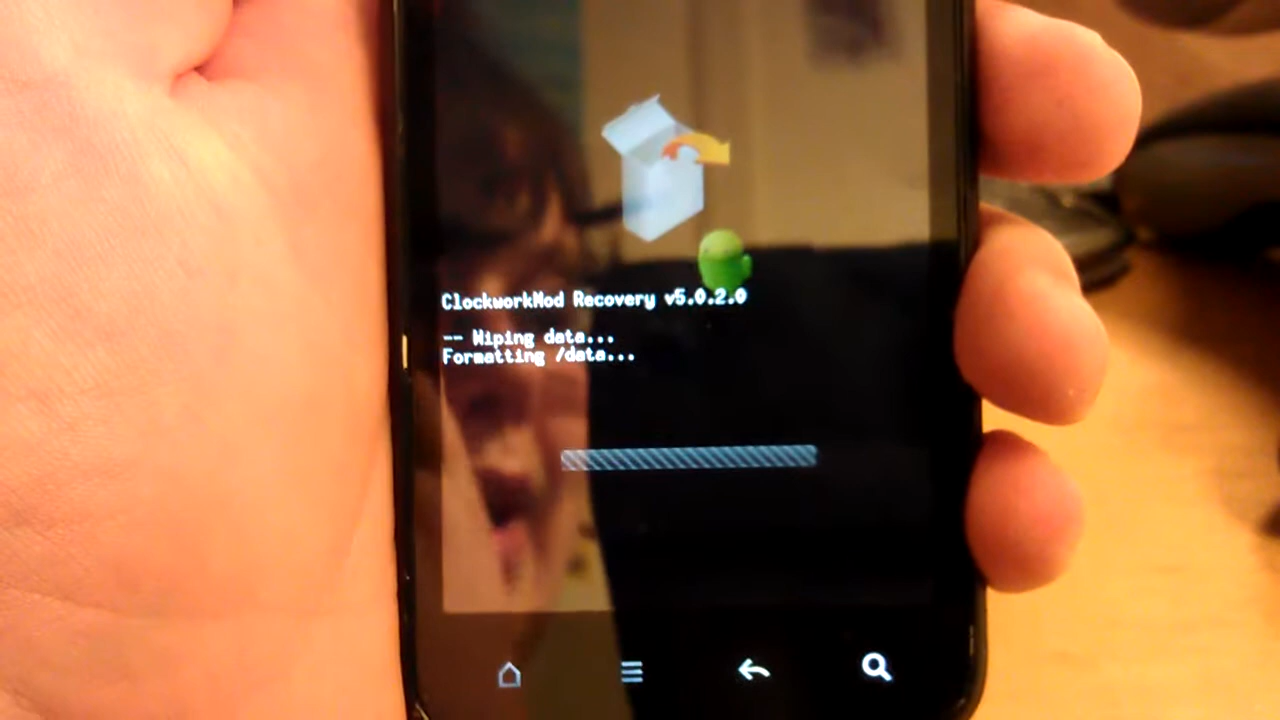 ClockworkMod Recovery v5.0.2.0
-- Wiping data...
Formatting /data...